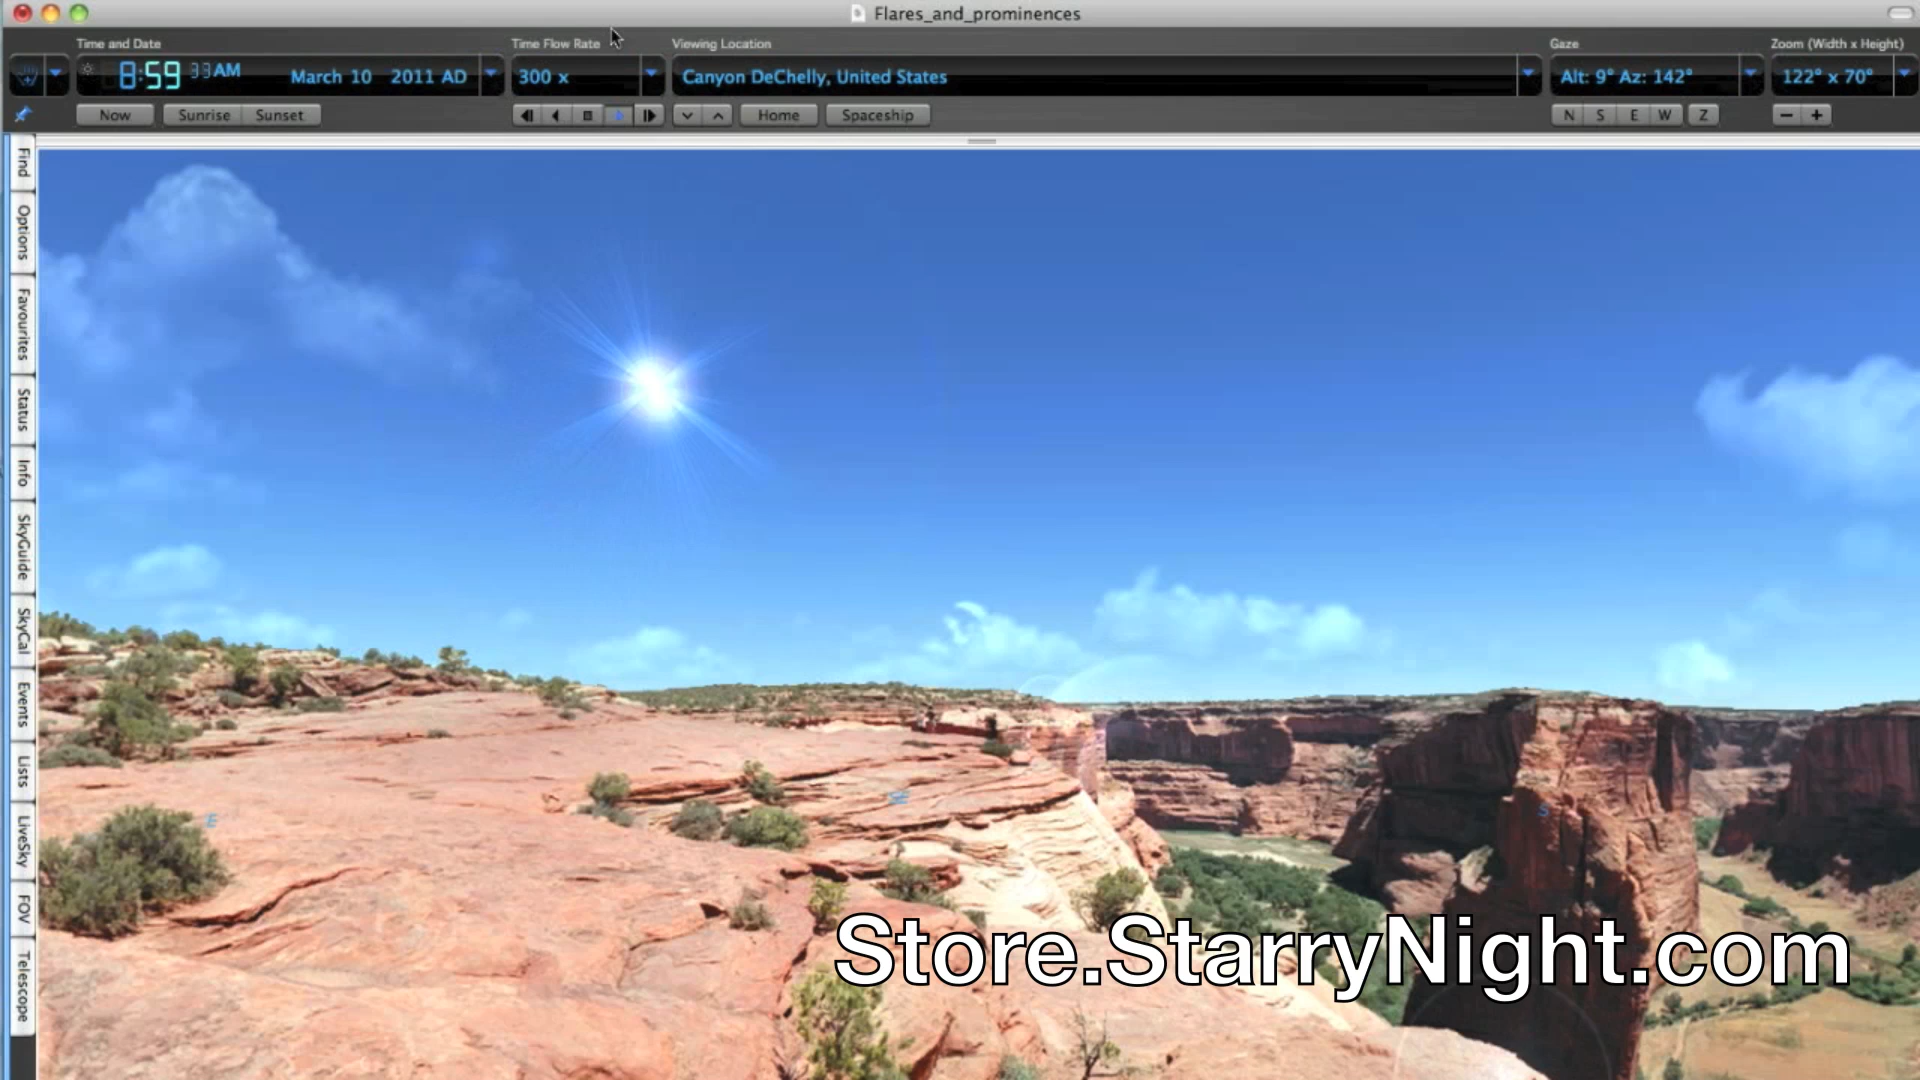 Flares_and_prominences
Time and Date
Time Flow Rate
Viewing Location
Gaze
Zoom (Width x Height)
8:59 33 AM March 10 2011 AD
300 x
Canyon DeChelly, United States
Alt: 9° Az: 142°
122° x 70°
Now
Sunrise
Sunset
Home
Spaceship
N S E W Z
Find
Options
Favourites
Status
Info
SkyGuide
SkyCal
Events
Lists
LiveSky
FOV
Telescope
E
SE
S
Store.StarryNight.com